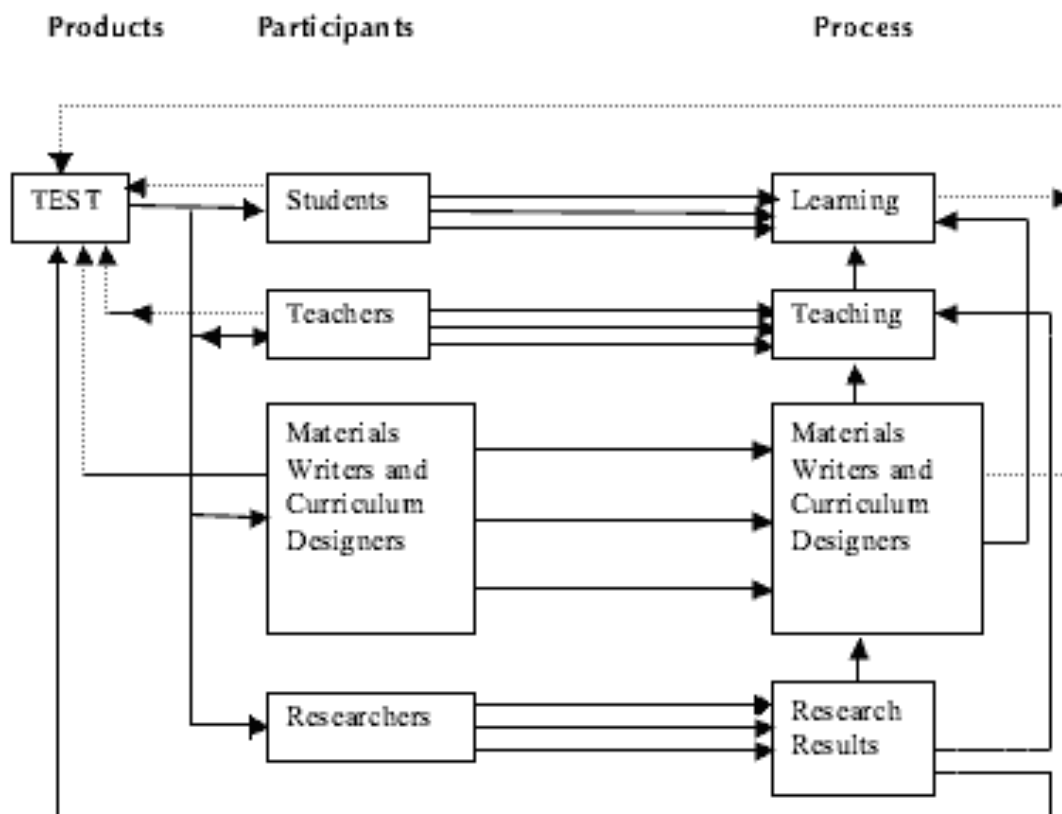 Products Participants Process
TEST
Students
Learning
Teachers
Teaching
Materials
Writers and
Curriculum
Designers
Materials
Writers and
Curriculum
Designers
Researchers
Research
Results